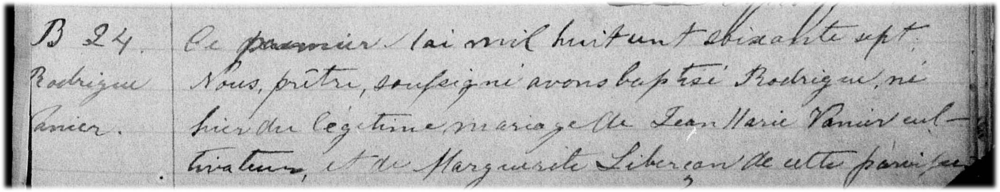 B 24. Ce premier Mai mil huit cent soixante sept.
Rodrigue Nous, prêtre, soussigné avons baptisé Rodrigue, né
Vanier. hier du légitime mariage de Jean Marie Vanier cul-
tivateur, et de Marguerite Liberçan de cette paroisse